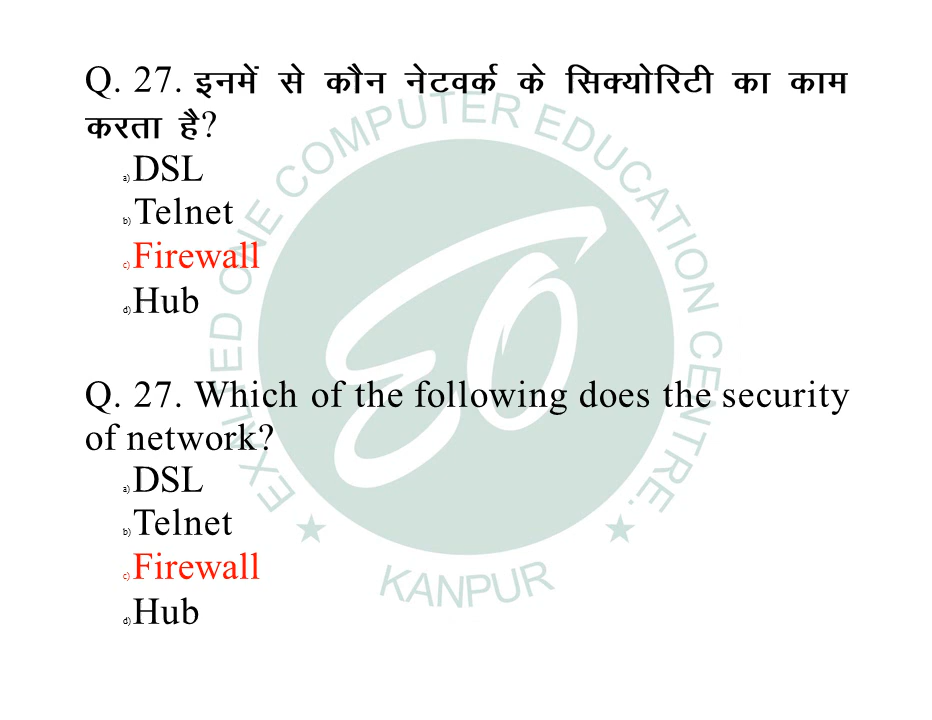 Q. 27. इनमें से कौन नेटवर्क के सिक्योरिटी का काम
करता है?
a) DSL
b) Telnet
c) Firewall
d) Hub
Q. 27. Which of the following does the security
of network?
a) DSL
b) Telnet
c) Firewall
d) Hub
EXALTED ONE COMPUTER EDUCATION CENTRE.
KANPUR